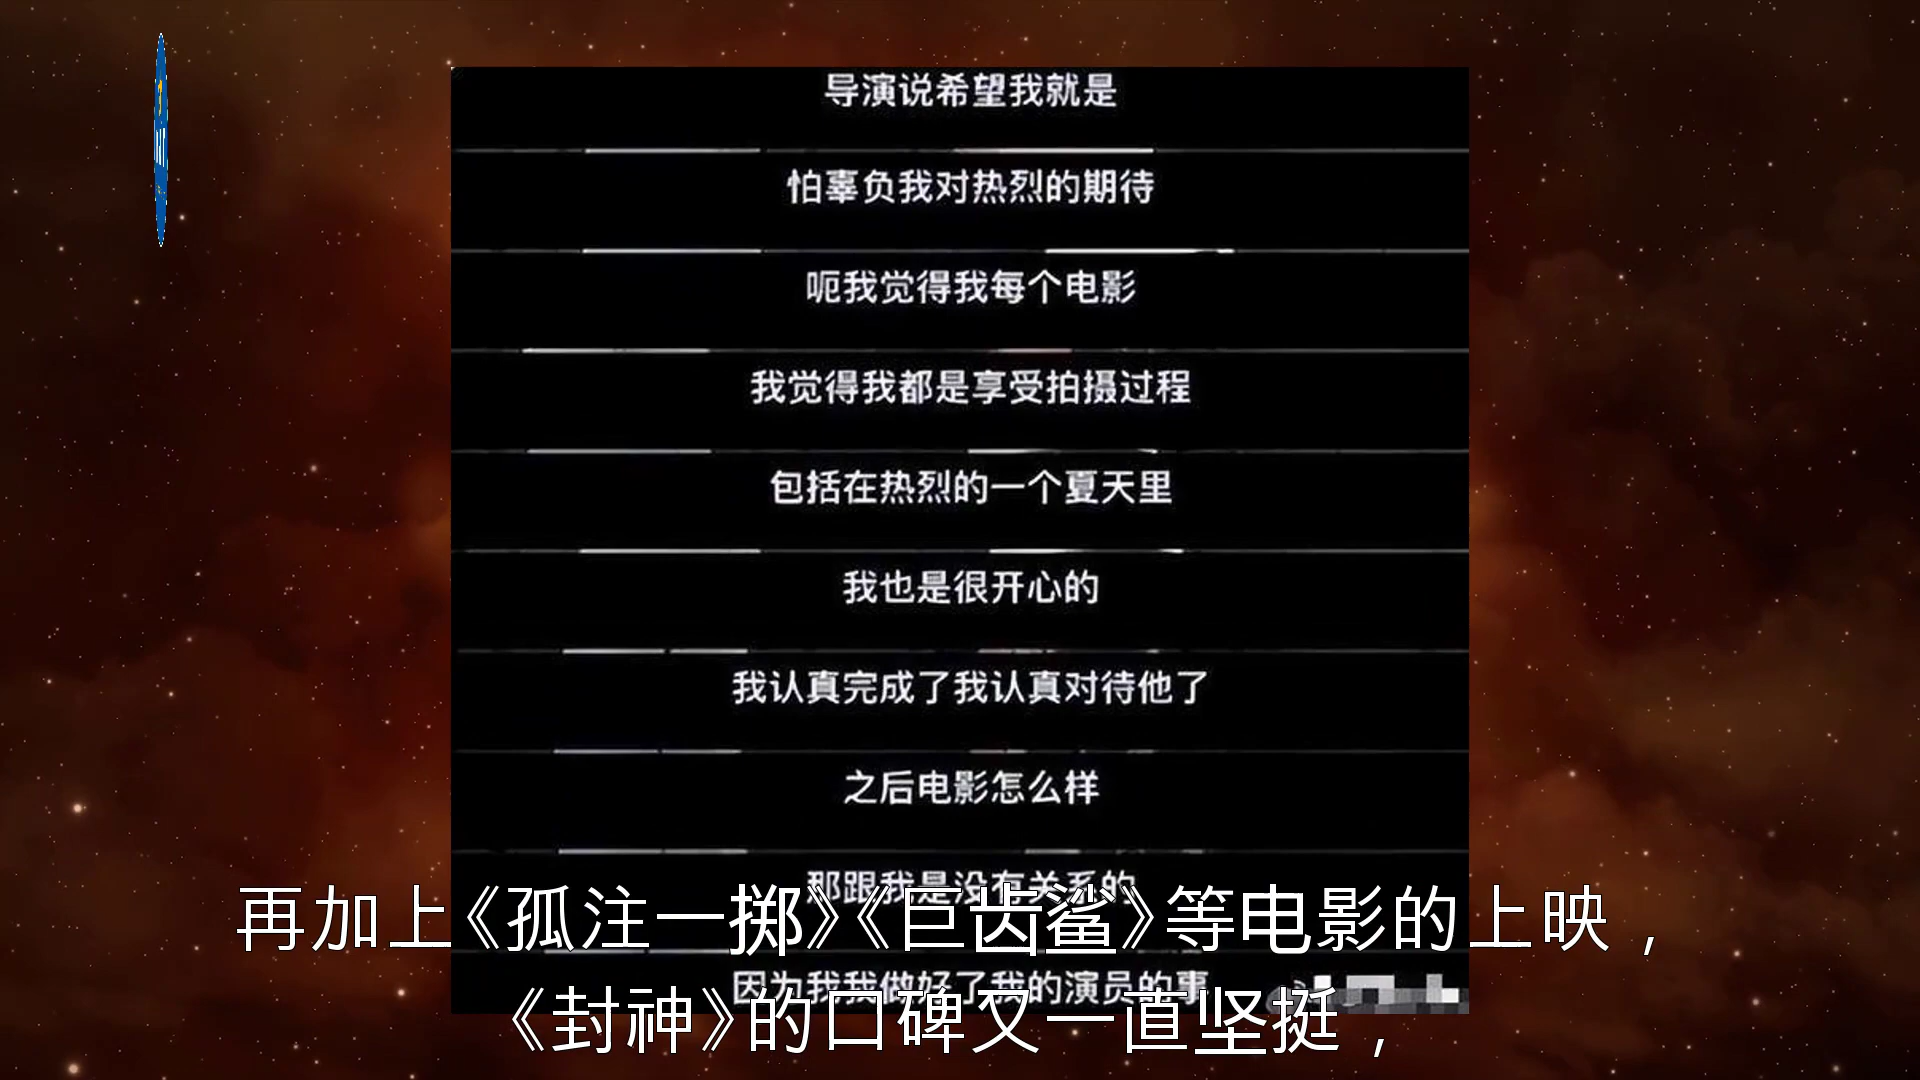 导演说希望我就是
怕辜负我对热烈的期待
呃我觉得我每个电影
我觉得我都是享受拍摄过程
包括在热烈的一个夏天里
我也是很开心的
我认真完成了我认真对待他了
之后电影怎么样
那跟我是没有关系的
再加上《孤注一掷》《巨齿鲨》等电影的上映，
因为我我做好了我的演员的事
《封神》的口碑又一直坚挺，